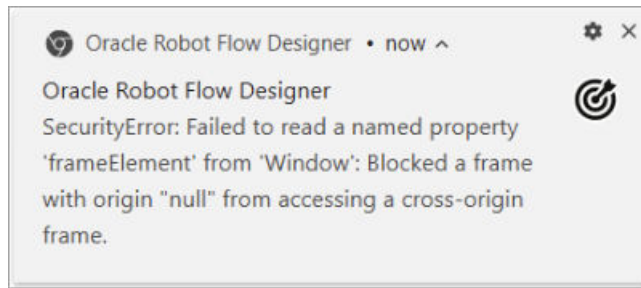 Oracle Robot Flow Designer • now
Oracle Robot Flow Designer
SecurityError: Failed to read a named property
'frameElement' from 'Window': Blocked a frame
with origin "null" from accessing a cross-origin
frame.